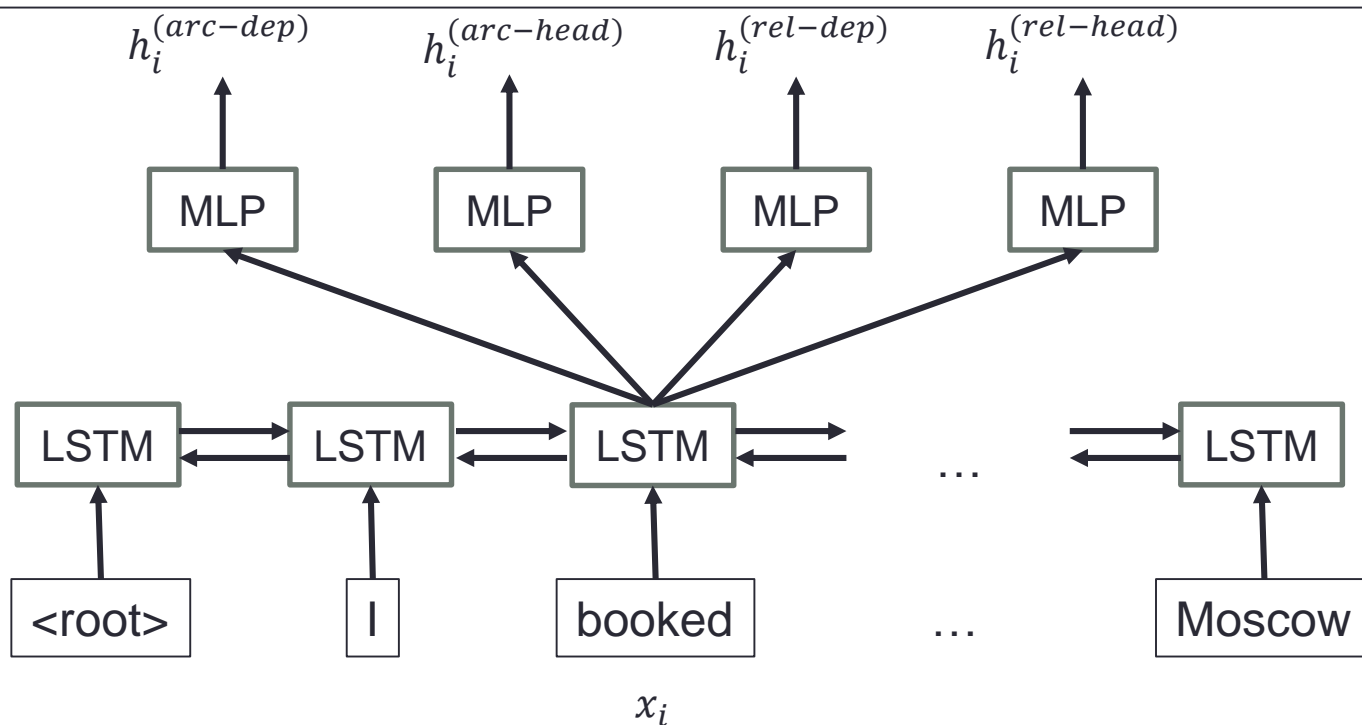 h_i^{(arc−dep)} h_i^{(arc−head)} h_i^{(rel−dep)} h_i^{(rel−head)}
MLP MLP MLP MLP
LSTM LSTM LSTM … LSTM
<root> I booked … Moscow
x_i